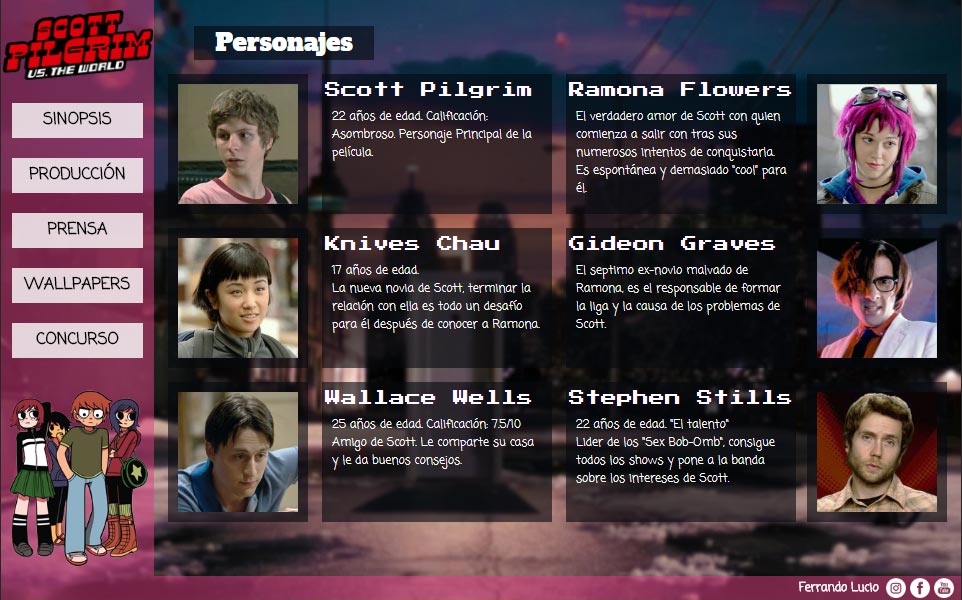 SCOTT
PILGRIM
VS. THE WORLD
SINOPSIS
PRODUCCIÓN
PRENSA
WALLPAPERS
CONCURSO
Personajes
Scott Pilgrim
22 años de edad. Calificación:
Asombroso. Personaje Principal de la
película.
Ramona Flowers
El verdadero amor de Scott con quien
comienza a salir con tras sus
numerosos intentos de conquistarla.
Es espontánea y demasiado "cool" para
él.
Knives Chau
17 años de edad.
La nueva novia de Scott, terminar la
relación con ella es todo un desafío
para él después de conocer a Ramona.
Gideon Graves
El septimo ex-novio malvado de
Ramona, es el responsable de formar
la liga y la causa de los problemas de
Scott.
Wallace Wells
25 años de edad. Calificación: 7.5/10
Amigo de Scott. Le comparte su casa
y le da buenos consejos.
Stephen Stills
22 años de edad. "El talento"
Lider de los "Sex Bob-Omb", consigue
todos los shows y pone a la banda
sobre los intereses de Scott.
Ferrando Lucio
You
Tube